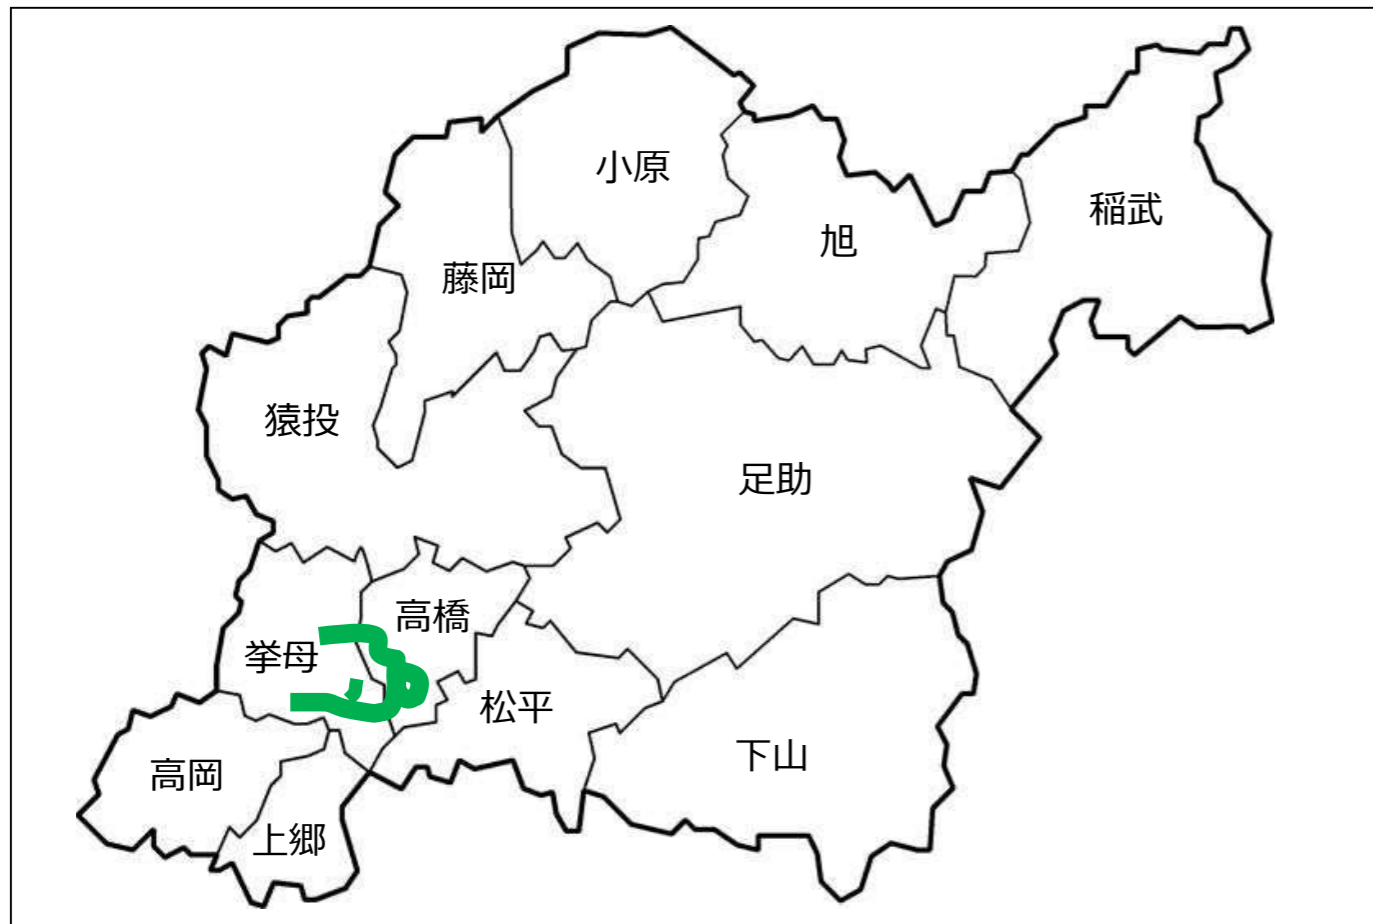 小原
稲武
旭
藤岡
猿投
足助
高橋
挙母
松平
下山
高岡
上郷